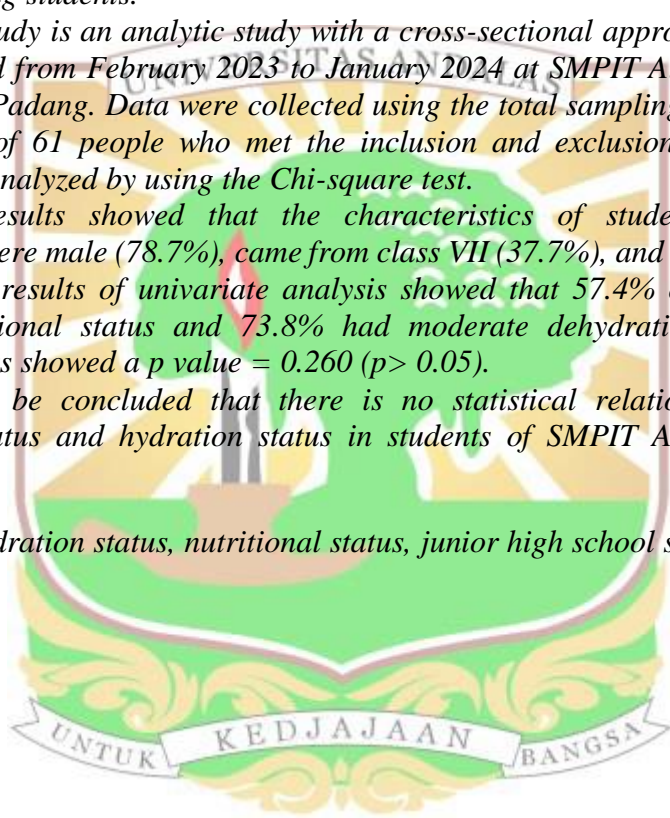 g students.
udy is an analytic study with a cross-sectional appro
d from February 2023 to January 2024 at SMPIT A
UNIVERSITAS ANDALAS
Padang. Data were collected using the total sampling
of 61 people who met the inclusion and exclusion
nalyzed by using the Chi-square test.
esults showed that the characteristics of stude
ere male (78.7%), came from class VII (37.7%), and
results of univariate analysis showed that 57.4%
ional status and 73.8% had moderate dehydrati
s showed a p value = 0.260 (p> 0.05).
be concluded that there is no statistical relatio
atus and hydration status in students of SMPIT A
dration status, nutritional status, junior high school s
UNTUK KEDJAJAAN BANGSA